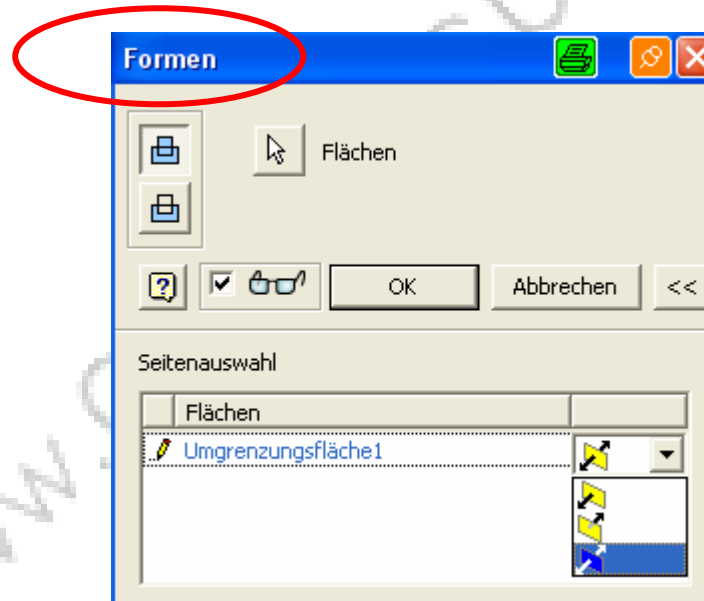 Formen
Flächen
OK
Abbrechen
<<
Seitenauswahl
Flächen
Umgrenzungsfläche1